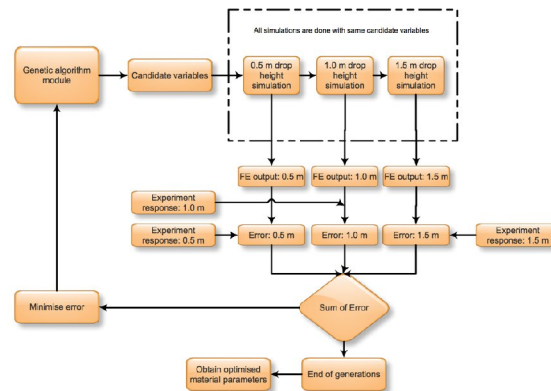 All simulations are done with same candidate variables
Genetic algorithm
module
Candidate variables
0.5 m drop
height
simulation
1.0 m drop
height
simulation
1.5 m drop
height
simulation
FE output: 0.5 m
FE output: 1.0 m
FE output: 1.5 m
Experiment
response: 1.0 m
Experiment
response: 0.5 m
Error: 0.5 m
Error: 1.0 m
Error: 1.5 m
Experiment
response: 1.5 m
Minimise error
Sum of Error
Obtain optimised
material parameters
End of generations